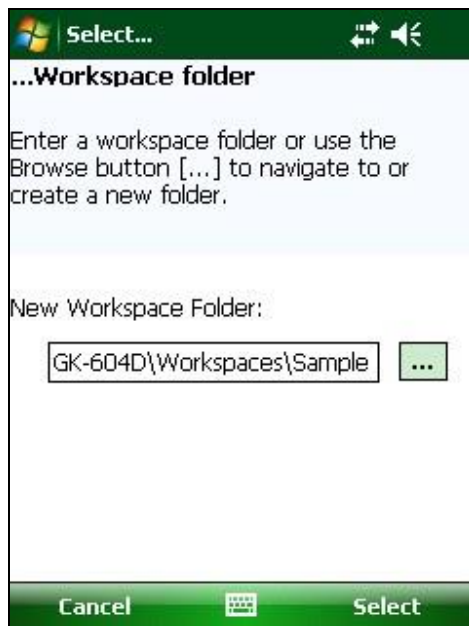 Select...
...Workspace folder
Enter a workspace folder or use the
Browse button [...] to navigate to or
create a new folder.
New Workspace Folder:
GK-604D\Workspaces\Sample ...
Cancel Select